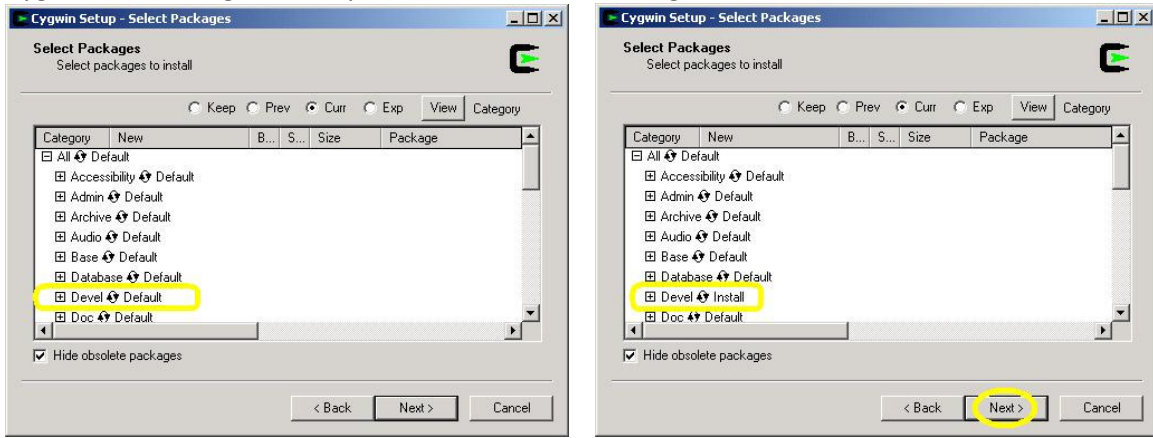 Cygwin Setup - Select Packages
Select Packages
Select packages to install
Keep Prev Curr Exp View Category
Category New B... S... Size Package
All Default
Accessibility Default
Admin Default
Archive Default
Audio Default
Base Default
Database Default
Devel Default
Doc Default
Hide obsolete packages
< Back Next > Cancel
Cygwin Setup - Select Packages
Select Packages
Select packages to install
Keep Prev Curr Exp View Category
Category New B... S... Size Package
All Default
Accessibility Default
Admin Default
Archive Default
Audio Default
Base Default
Database Default
Devel Install
Doc Default
Hide obsolete packages
< Back Next > Cancel